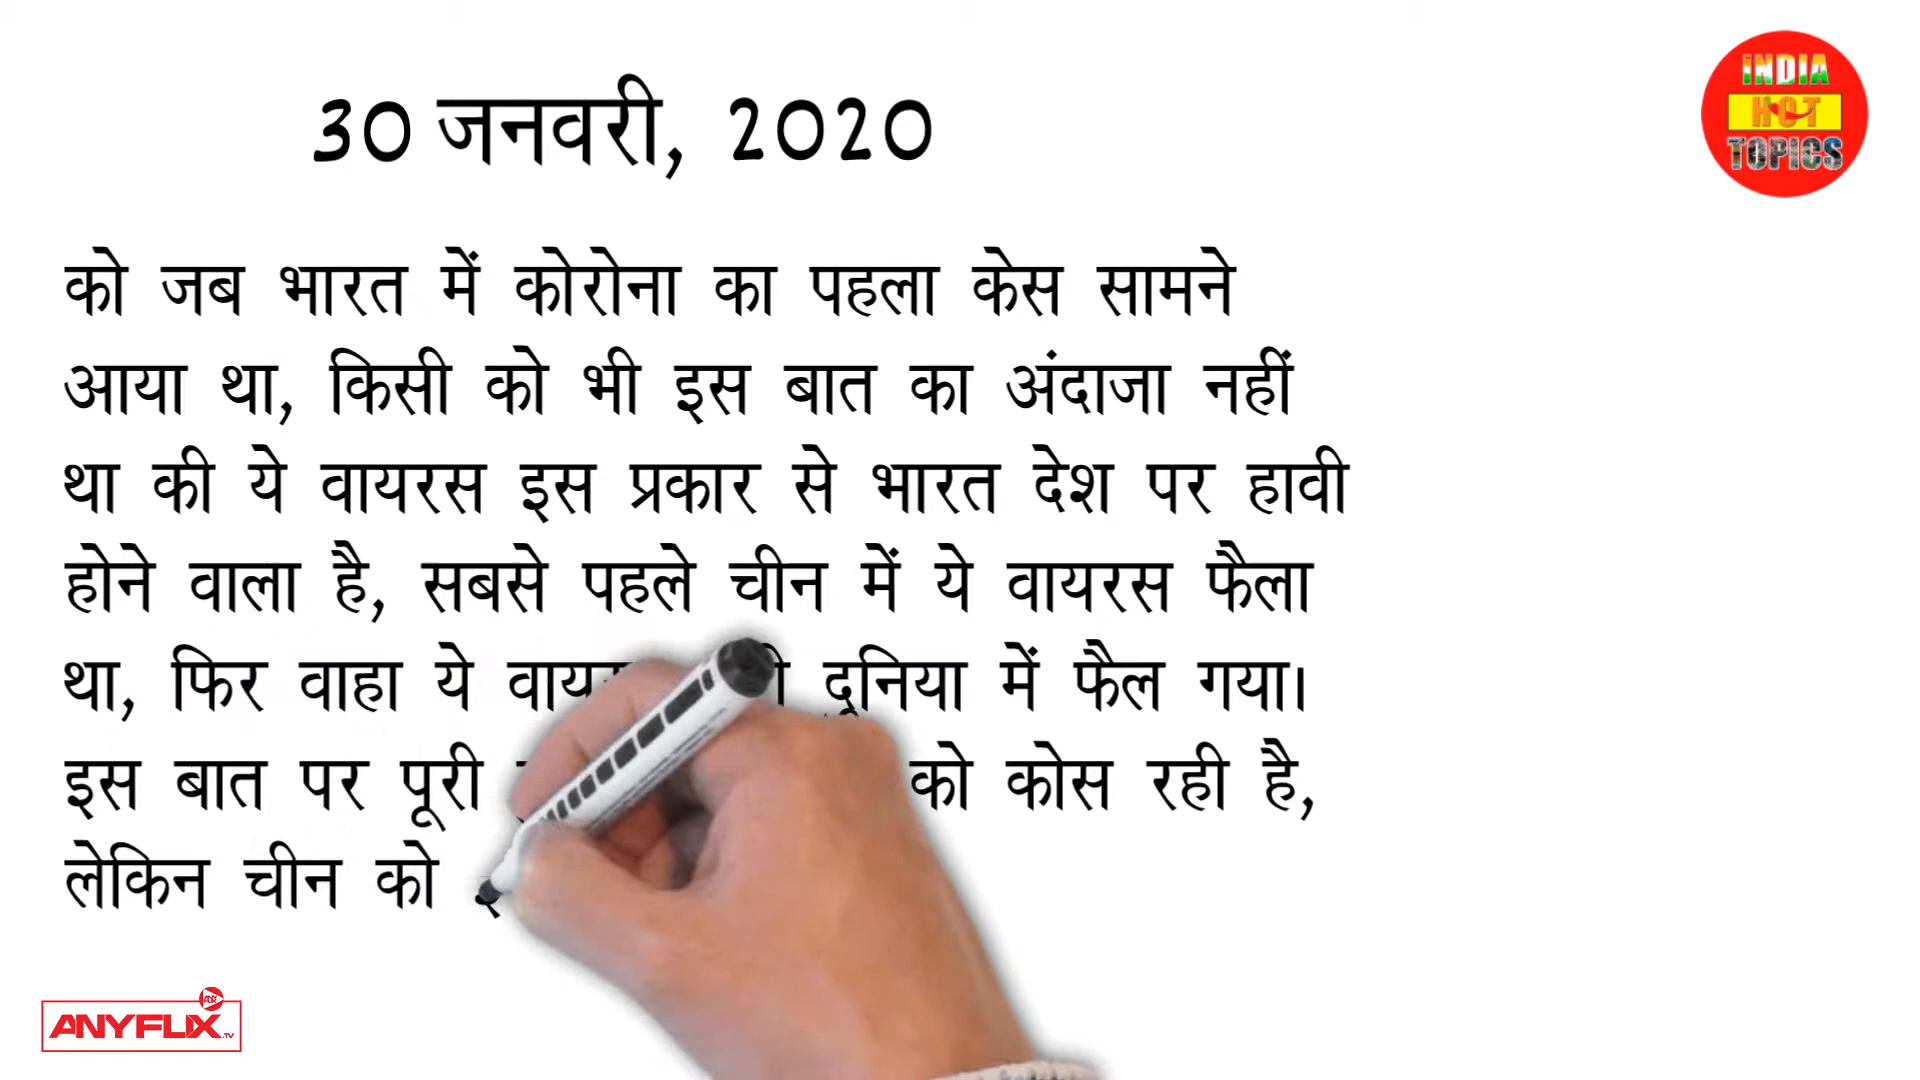 30 जनवरी, 2020
INDIA
HOT
TOPICS
को जब भारत में कोरोना का पहला केस सामने
आया था, किसी को भी इस बात का अंदाजा नहीं
था की ये वायरस इस प्रकार से भारत देश पर हावी
होने वाला है, सबसे पहले चीन में ये वायरस फैला
था, फिर वाहा ये दुनिया में फैल गया।
इस बात पर पूरी को कोस रही है,
लेकिन चीन को
ANYFLIX.TV